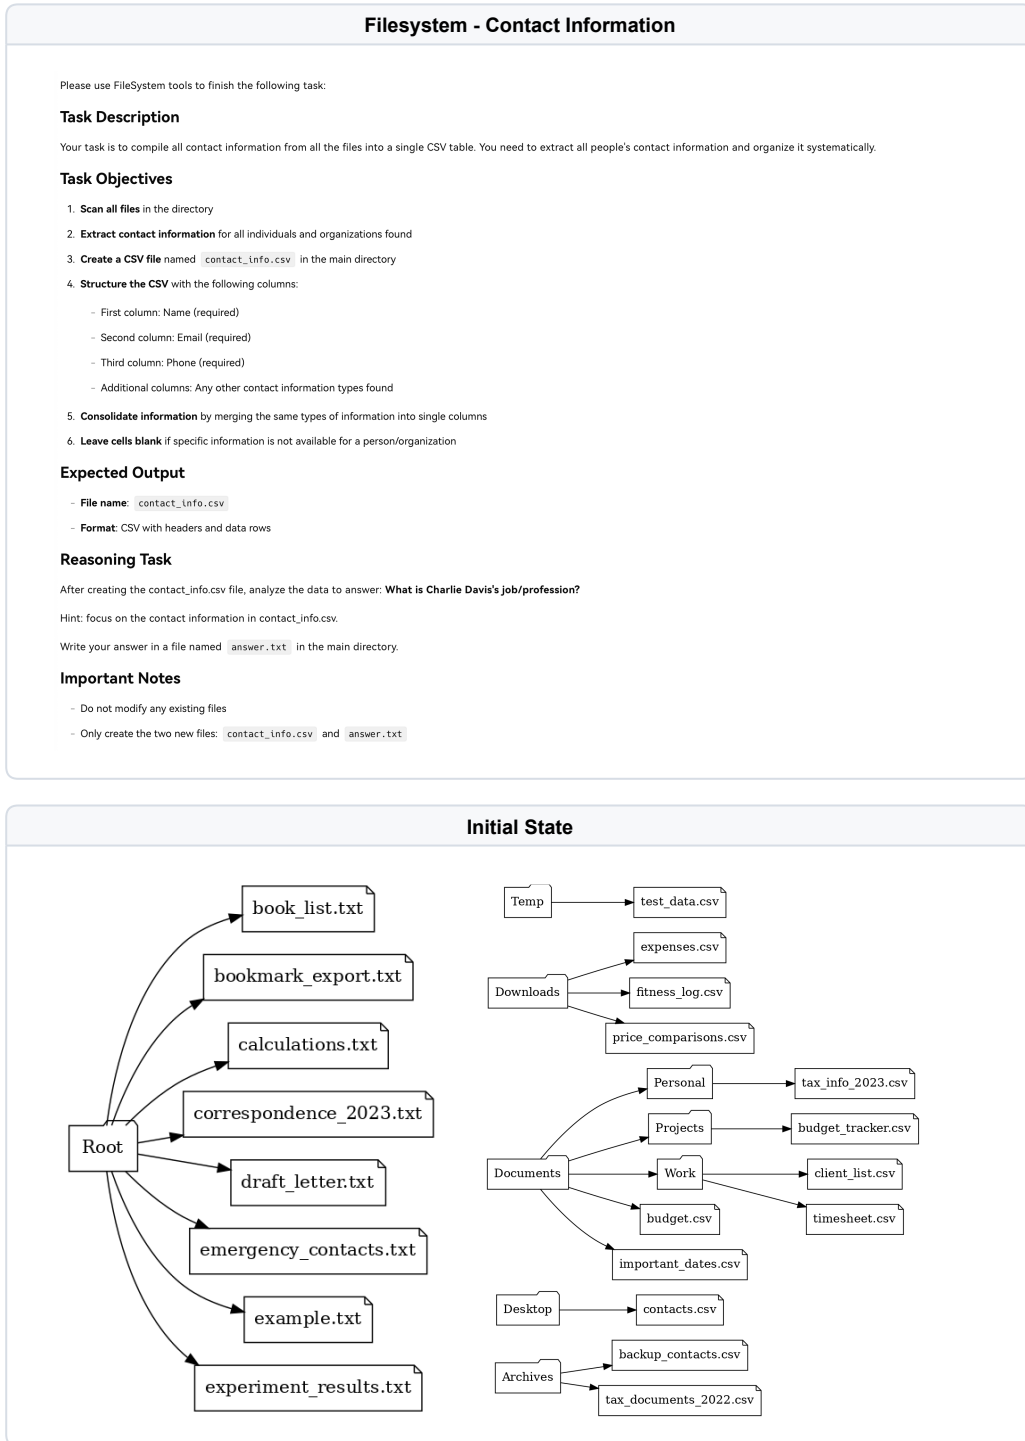 Filesystem - Contact Information
Please use FileSystem tools to finish the following task:
Task Description
Your task is to compile all contact information from all the files into a single CSV table. You need to extract all people's contact information and organize it systematically.
Task Objectives
1. Scan all files in the directory
2. Extract contact information for all individuals and organizations found
3. Create a CSV file named contact_info.csv in the main directory
4. Structure the CSV with the following columns:
- First column: Name (required)
- Second column: Email (required)
- Third column: Phone (required)
- Additional columns: Any other contact information types found
5. Consolidate information by merging the same types of information into single columns
6. Leave cells blank if specific information is not available for a person/organization
Expected Output
- File name: contact_info.csv
- Format: CSV with headers and data rows
Reasoning Task
After creating the contact_info.csv file, analyze the data to answer: What is Charlie Davis's job/profession?
Hint: focus on the contact information in contact_info.csv.
Write your answer in a file named answer.txt in the main directory.
Important Notes
- Do not modify any existing files
- Only create the two new files: contact_info.csv and answer.txt
Initial State
Root
book_list.txt
bookmark_export.txt
calculations.txt
correspondence_2023.txt
draft_letter.txt
emergency_contacts.txt
example.txt
experiment_results.txt
Temp
test_data.csv
Downloads
expenses.csv
fitness_log.csv
price_comparisons.csv
Documents
Personal
tax_info_2023.csv
Projects
budget_tracker.csv
Work
client_list.csv
timesheet.csv
budget.csv
important_dates.csv
Desktop
contacts.csv
Archives
backup_contacts.csv
tax_documents_2022.csv